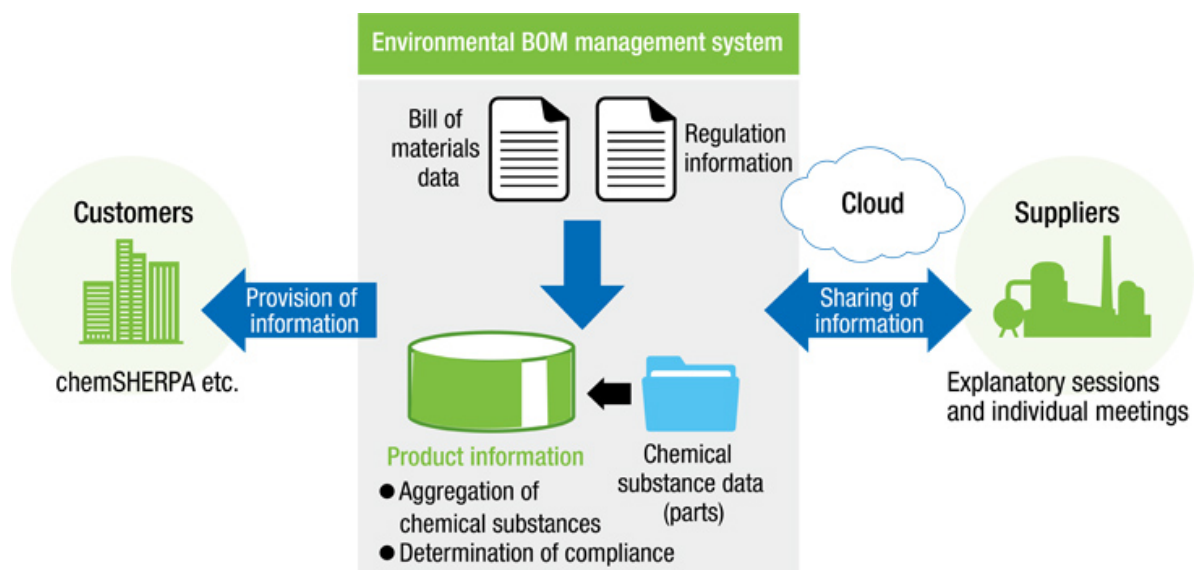 Environmental BOM management system
Bill of
materials
data
Regulation
information
Customers
Provision of
information
chemSHERPA etc.
Cloud
Suppliers
Sharing of
information
Explanatory sessions
and individual meetings
Product information
● Aggregation of
chemical substances
● Determination of compliance
Chemical
substance data
(parts)